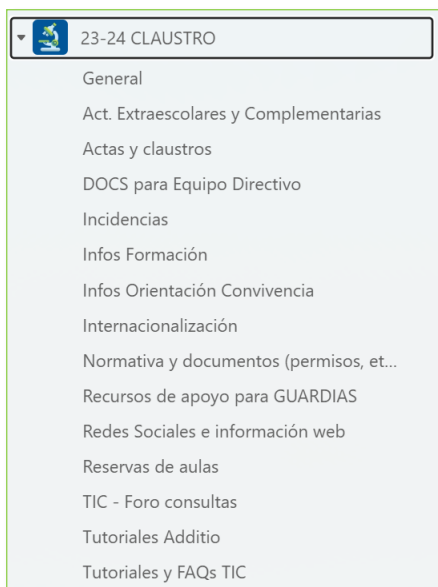 23-24 CLAUSTRO
General
Act. Extraescolares y Complementarias
Actas y claustros
DOCS para Equipo Directivo
Incidencias
Infos Formación
Infos Orientación Convivencia
Internacionalización
Normativa y documentos (permisos, et...
Recursos de apoyo para GUARDIAS
Redes Sociales e información web
Reservas de aulas
TIC - Foro consultas
Tutoriales Additio
Tutoriales y FAQs TIC